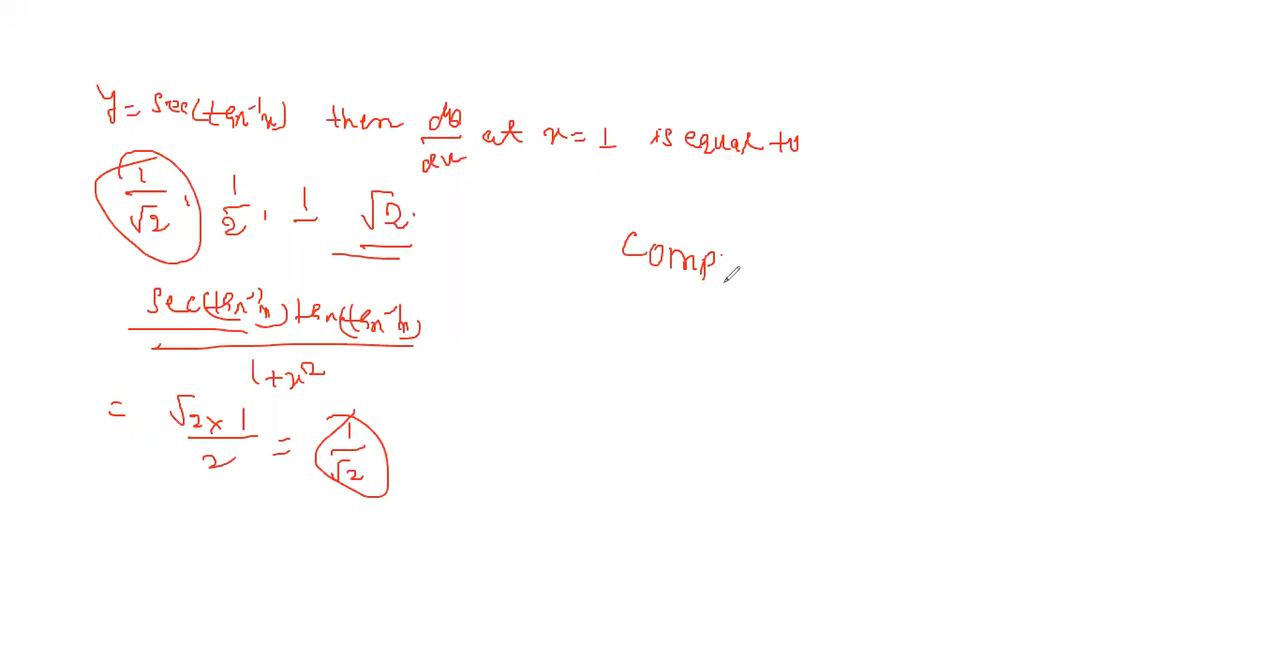 y = sec(tan⁻¹x) then dy/dx at x = 1 is equal to
1/√2, 1/2, 1 √2.
Comp
sec(tan⁻¹x) tan(tan⁻¹x) / 1+x²
= √2 × 1 / 2 = 1/√2